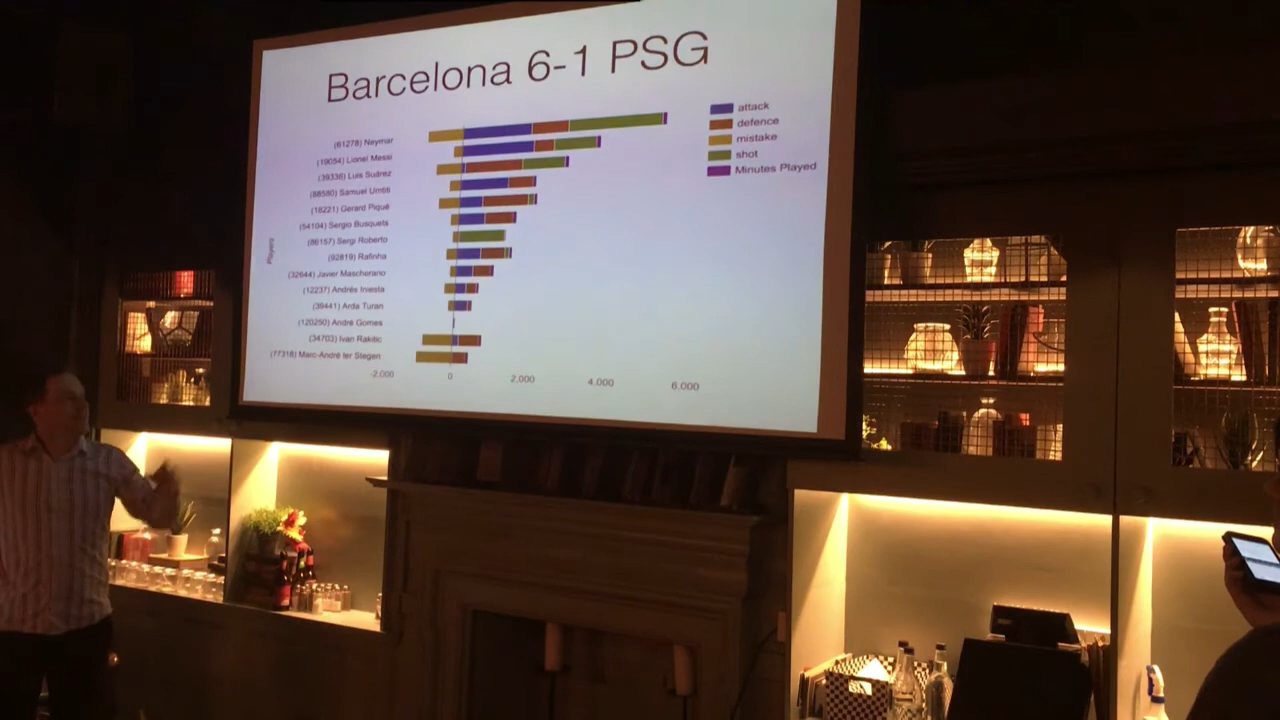 Barcelona 6-1 PSG
attack
defence
mistake
shot
Minutes Played
Players
(61278) Neymar
(19054) Lionel Messi
(39336) Luis Suárez
(88580) Samuel Umtiti
(18221) Gerard Piqué
(54104) Sergio Busquets
(86157) Sergi Roberto
(92819) Rafinha
(32644) Javier Mascherano
(12237) Andrés Iniesta
(39441) Arda Turan
(120250) André Gomes
(34703) Ivan Rakitic
(77318) Marc-André ter Stegen
-2,000 0 2,000 4,000 6,000